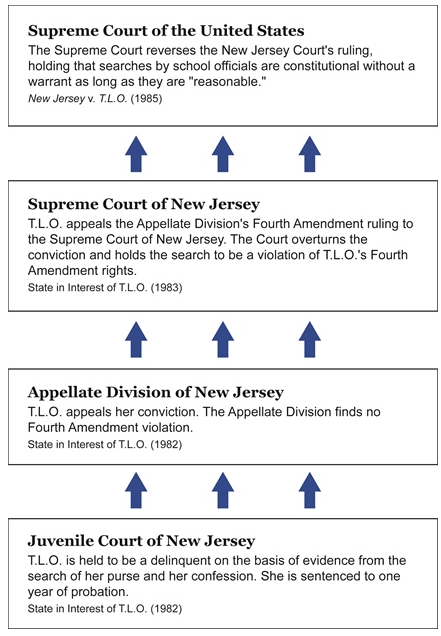 Supreme Court of the United States
The Supreme Court reverses the New Jersey Court's ruling,
holding that searches by school officials are constitutional without a
warrant as long as they are "reasonable."
New Jersey v. T.L.O. (1985)
Supreme Court of New Jersey
T.L.O. appeals the Appellate Division's Fourth Amendment ruling to
the Supreme Court of New Jersey. The Court overturns the
conviction and holds the search to be a violation of T.L.O.'s Fourth
Amendment rights.
State in Interest of T.L.O. (1983)
Appellate Division of New Jersey
T.L.O. appeals her conviction. The Appellate Division finds no
Fourth Amendment violation.
State in Interest of T.L.O. (1982)
Juvenile Court of New Jersey
T.L.O. is held to be a delinquent on the basis of evidence from the
search of her purse and her confession. She is sentenced to one
year of probation.
State in Interest of T.L.O. (1982)